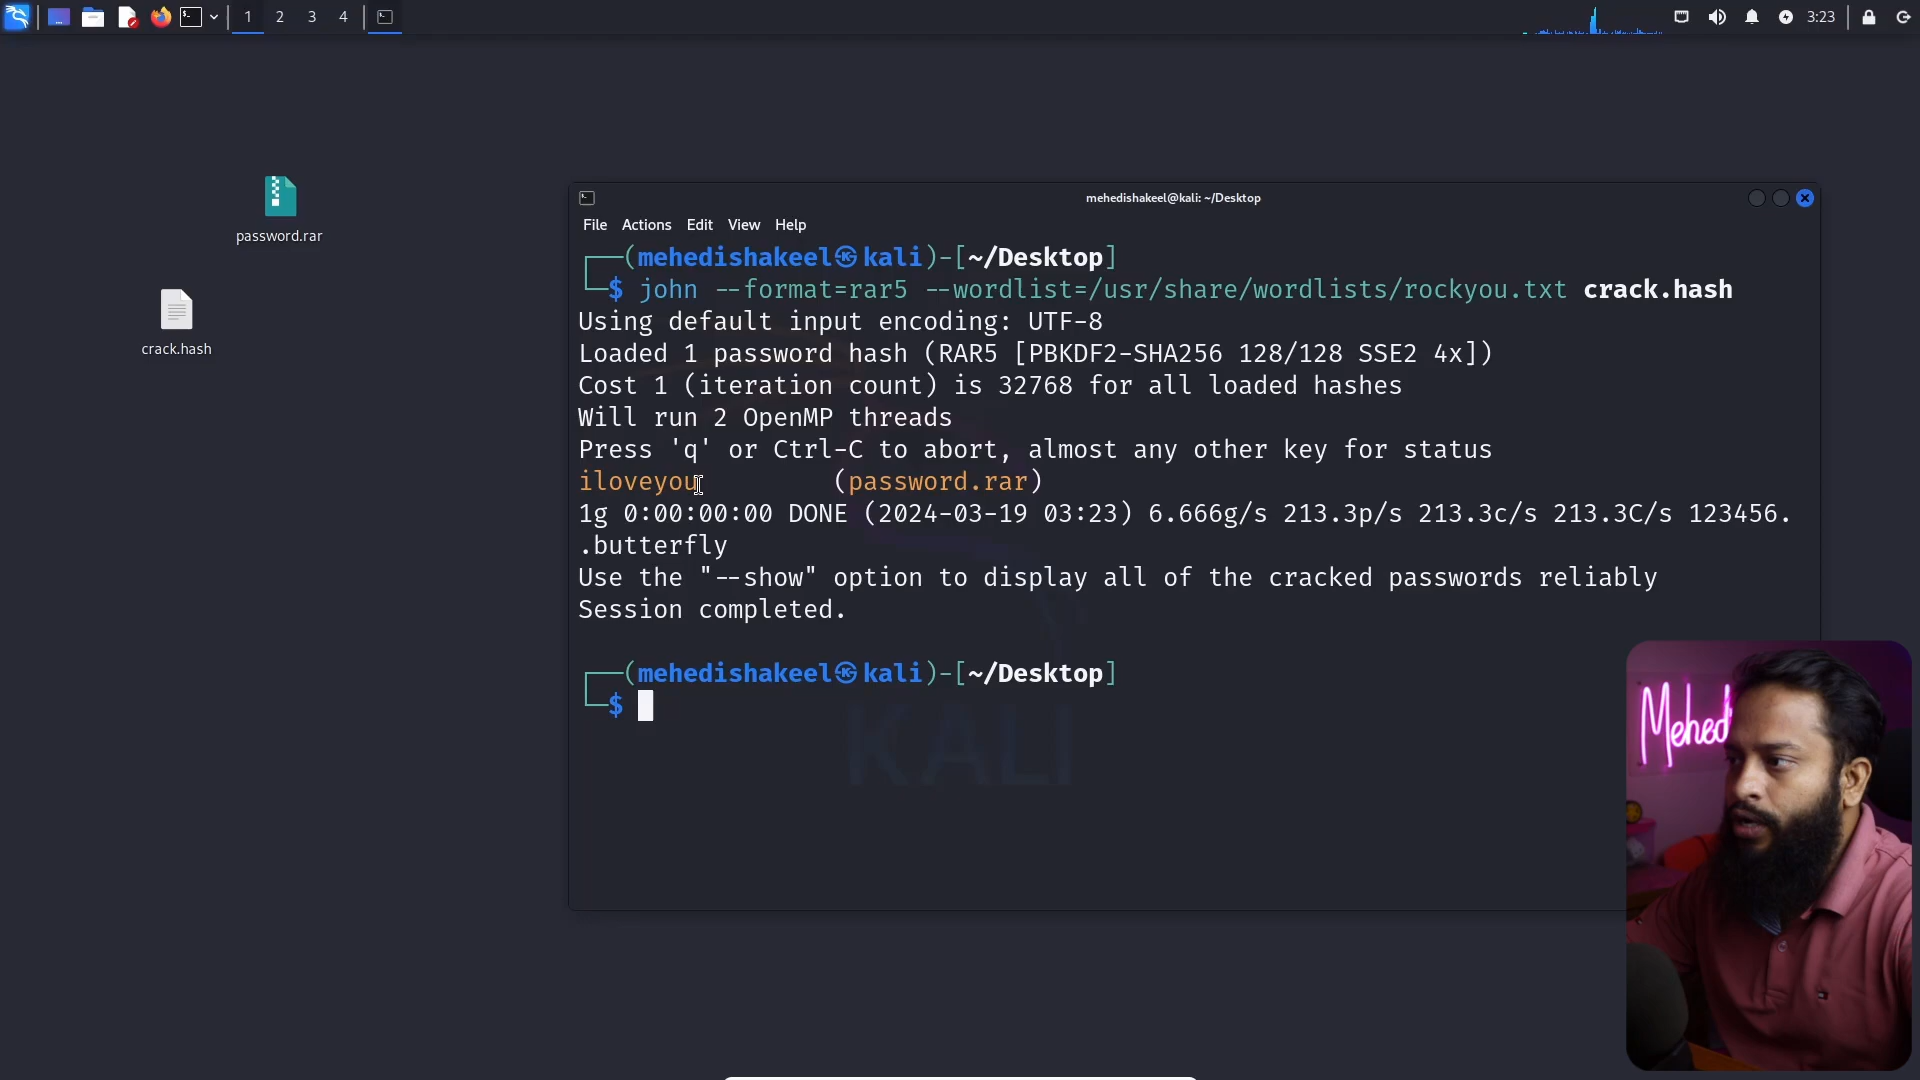 1 2 3 4 3:23
password.rar
crack.hash
mehedishakeel@kali: ~/Desktop
File Actions Edit View Help
┌──(mehedishakeel㉿kali)-[~/Desktop]
└─$ john --format=rar5 --wordlist=/usr/share/wordlists/rockyou.txt crack.hash
Using default input encoding: UTF-8
Loaded 1 password hash (RAR5 [PBKDF2-SHA256 128/128 SSE2 4x])
Cost 1 (iteration count) is 32768 for all loaded hashes
Will run 2 OpenMP threads
Press 'q' or Ctrl-C to abort, almost any other key for status
iloveyou (password.rar)
1g 0:00:00:00 DONE (2024-03-19 03:23) 6.666g/s 213.3p/s 213.3c/s 213.3C/s 123456.
.butterfly
Use the "--show" option to display all of the cracked passwords reliably
Session completed.
┌──(mehedishakeel㉿kali)-[~/Desktop]
└─$
KALI